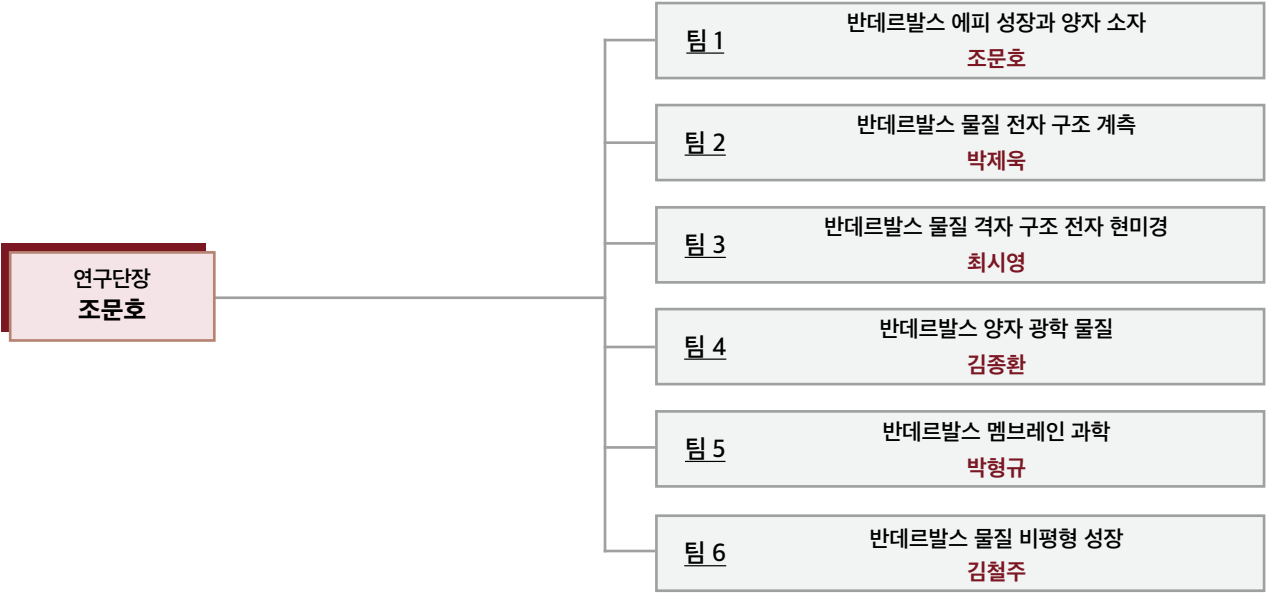 연구단장
조문호
팀 1
반데르발스 에피 성장과 양자 소자
조문호
팀 2
반데르발스 물질 전자 구조 계측
박제욱
팀 3
반데르발스 물질 격자 구조 전자 현미경
최시영
팀 4
반데르발스 양자 광학 물질
김종환
팀 5
반데르발스 멤브레인 과학
박형규
팀 6
반데르발스 물질 비평형 성장
김철주